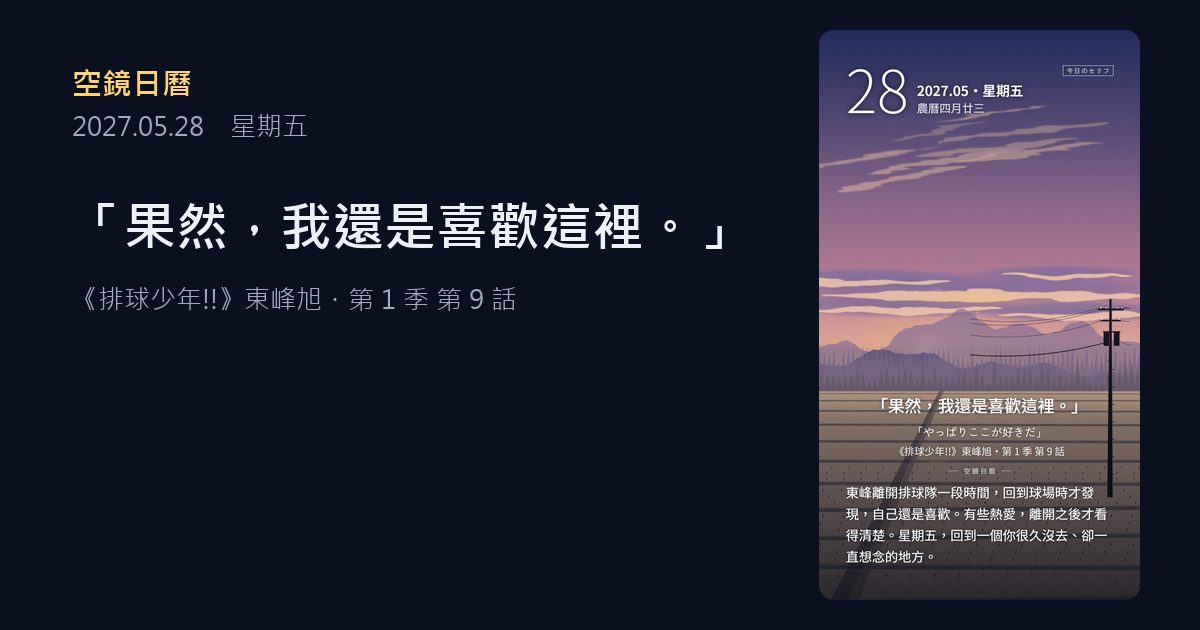 空鏡日曆
2027.05.28 星期五
「果然，我還是喜歡這裡。」
《排球少年!!》東峰旭・第 1 季 第 9 話
今日のセリフ
28
2027.05・星期五
農曆四月廿三
「果然，我還是喜歡這裡。」
「やっぱりここが好きだ」
《排球少年!!》東峰旭・第 1 季 第 9 話
空鏡日曆
東峰離開排球隊一段時間，回到球場時才發
現，自己還是喜歡。有些熱愛，離開之後才看
得清楚。星期五，回到一個你很久沒去、卻一
直想念的地方。